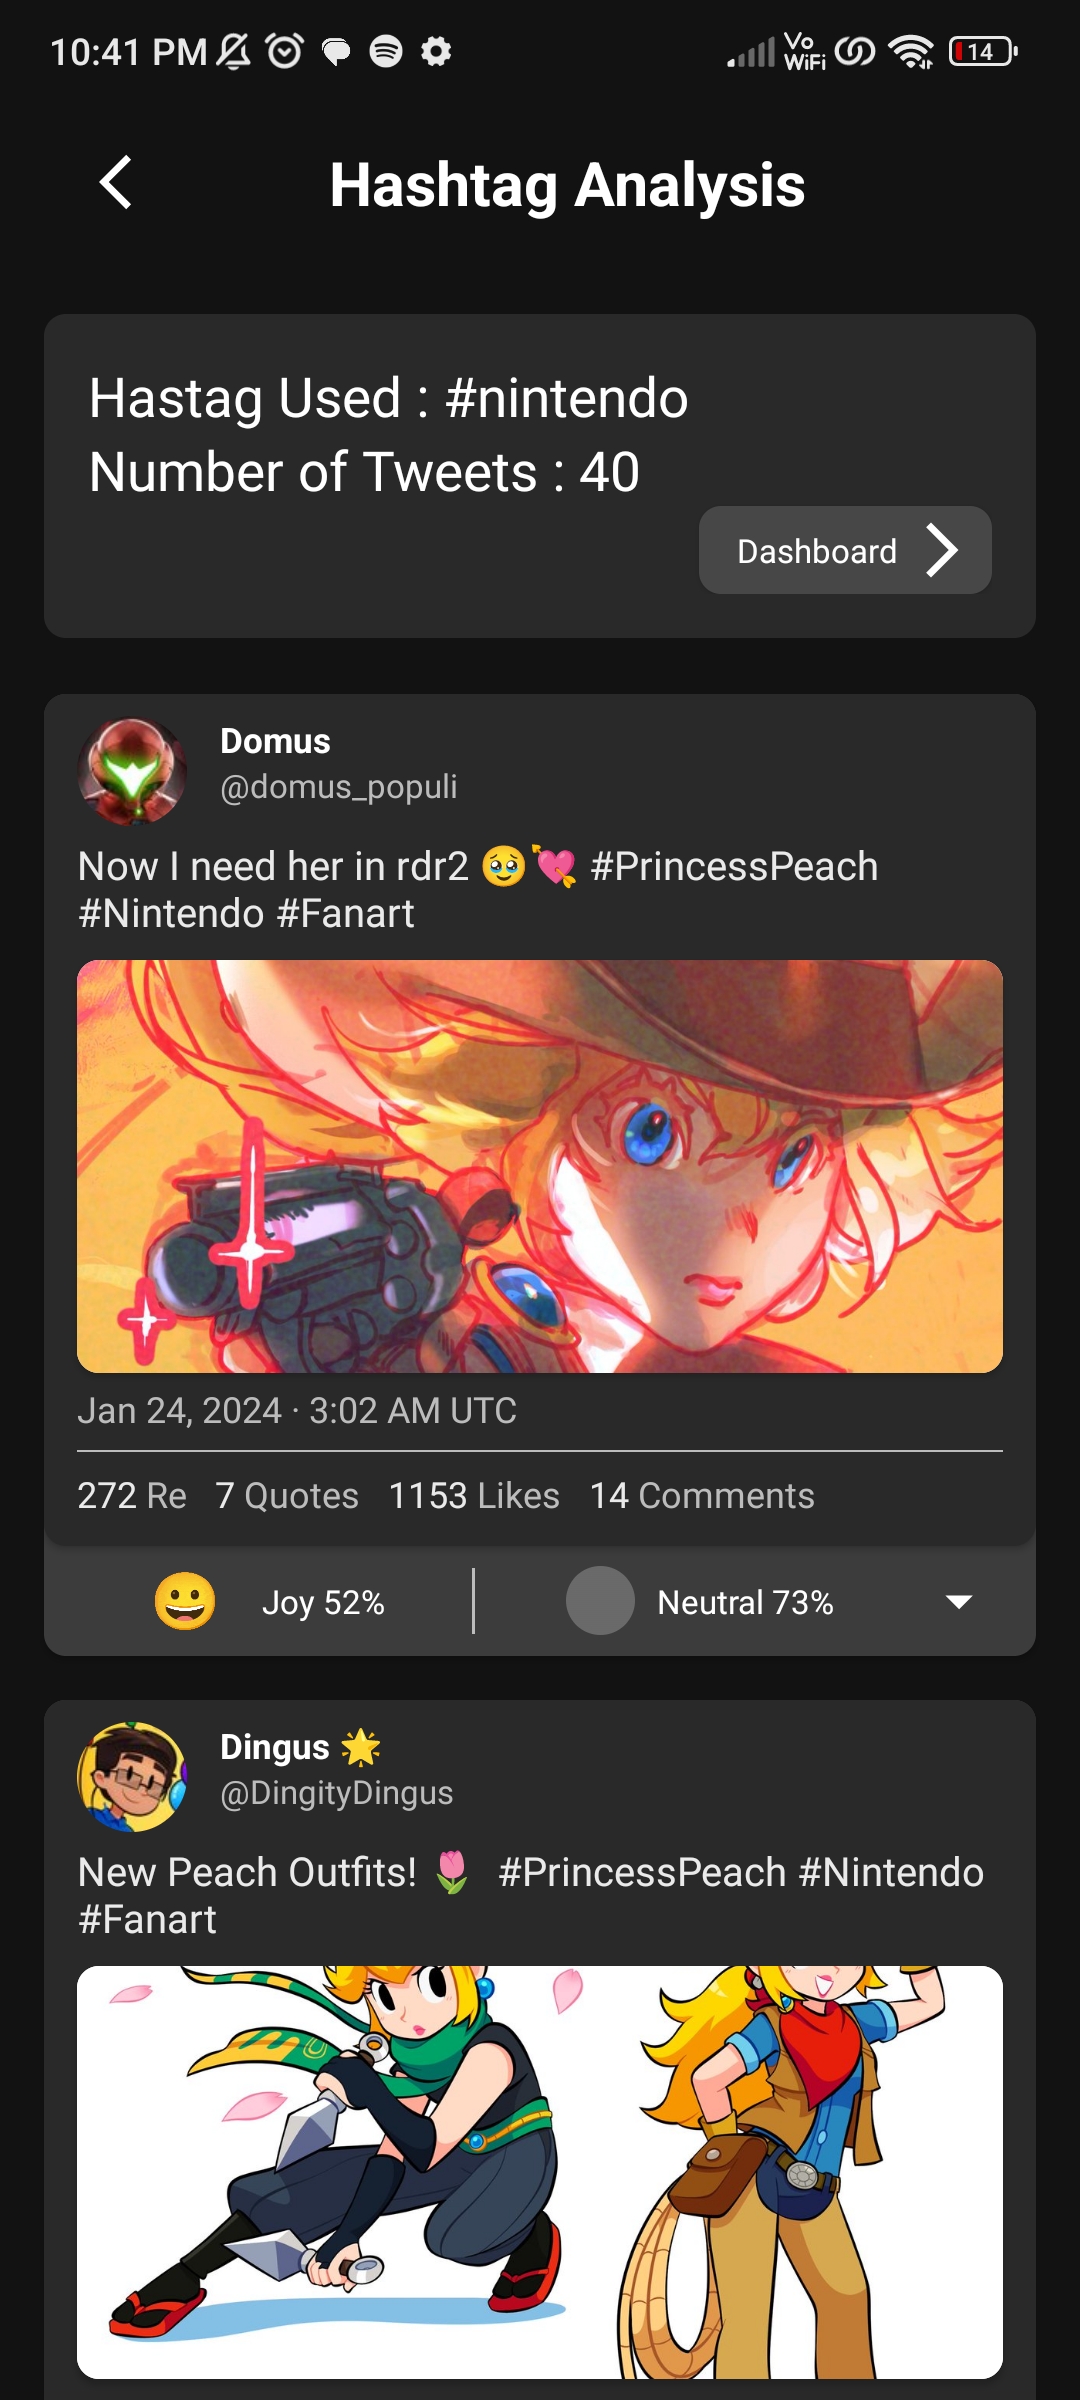 10:41 PM
Vo
WiFi
14
Hashtag Analysis
Hastag Used : #nintendo
Number of Tweets : 40
Dashboard
Domus
@domus_populi
Now I need her in rdr2 🥹💘 #PrincessPeach
#Nintendo #Fanart
Jan 24, 2024 · 3:02 AM UTC
272 Re 7 Quotes 1153 Likes 14 Comments
😀 Joy 52% Neutral 73%
Dingus 🌟
@DingityDingus
New Peach Outfits! 🌷 #PrincessPeach #Nintendo
#Fanart